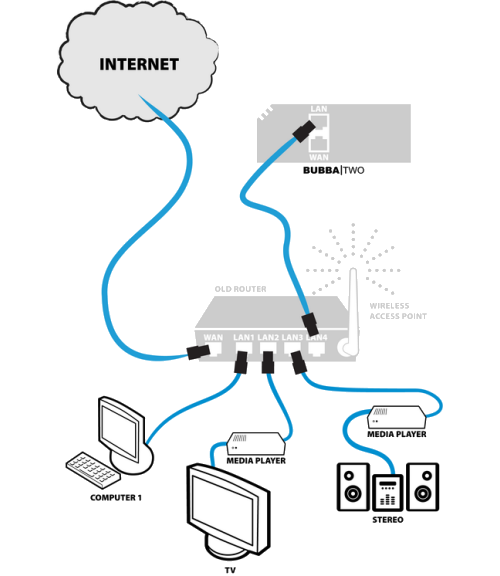 INTERNET
LAN
WAN
BUBBA|TWO
OLD ROUTER
WIRELESS
ACCESS POINT
WAN LAN1 LAN2 LAN3 LAN4
MEDIA PLAYER
MEDIA PLAYER
COMPUTER 1
STEREO
TV